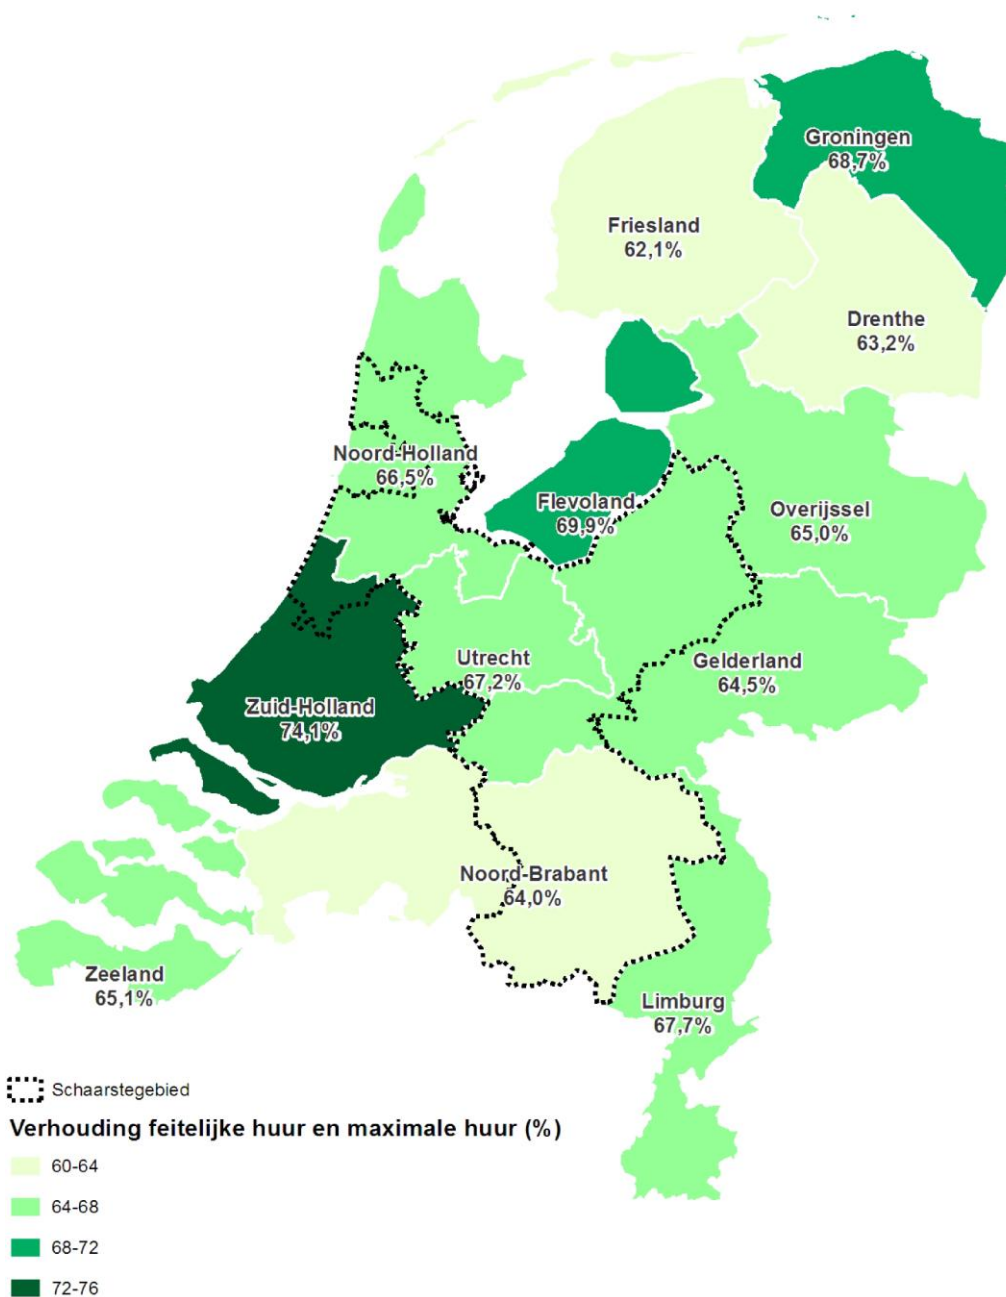 Groningen
68,7%
Friesland
62,1%
Drenthe
63,2%
Noord-Holland
66,5%
Flevoland
69,9%
Overijssel
65,0%
Utrecht
67,2%
Gelderland
64,5%
Zuid-Holland
74,1%
Noord-Brabant
64,0%
Zeeland
65,1%
Limburg
67,7%
Schaarstegebied
Verhouding feitelijke huur en maximale huur (%)
60-64
64-68
68-72
72-76